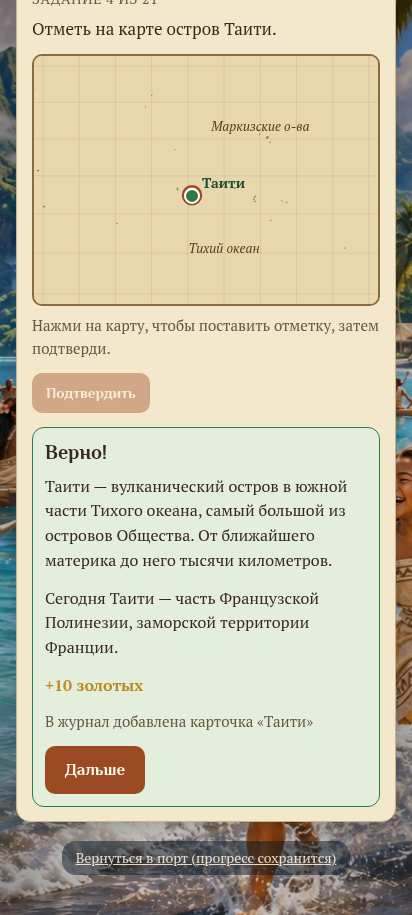 ЗАДАНИЕ 4 ИЗ 21
Отметь на карте остров Таити.
Маркизские о-ва
Таити
Тихий океан
Нажми на карту, чтобы поставить отметку, затем
подтверди.
Подтвердить
Верно!
Таити — вулканический остров в южной
части Тихого океана, самый большой из
островов Общества. От ближайшего
материка до него тысячи километров.
Сегодня Таити — часть Французской
Полинезии, заморской территории
Франции.
+10 золотых
В журнал добавлена карточка «Таити»
Дальше
Вернуться в порт (прогресс сохранится)